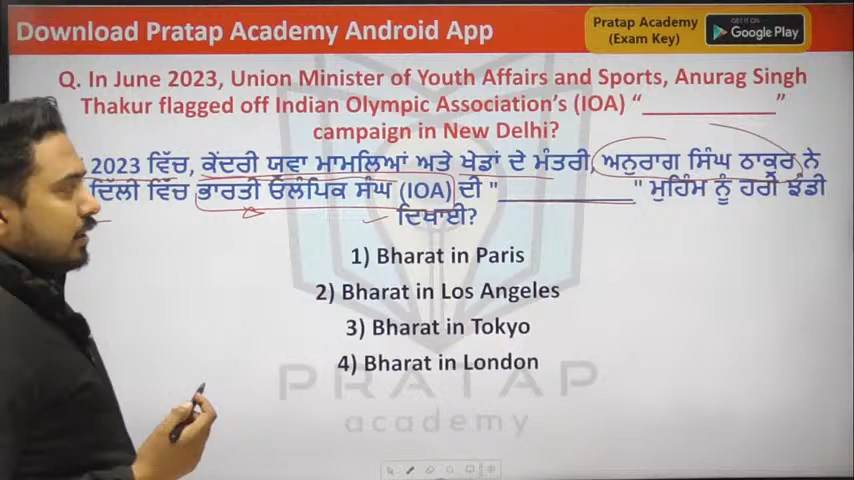 Download Pratap Academy Android App
Pratap Academy
(Exam Key)
GET IT ON
Google Play
Q. In June 2023, Union Minister of Youth Affairs and Sports, Anurag Singh
Thakur flagged off Indian Olympic Association's (IOA) "____________"
campaign in New Delhi?
2023 ਵਿੱਚ, ਕੇਂਦਰੀ ਯੁਵਾ ਮਾਮਲਿਆਂ ਅਤੇ ਖੇਡਾਂ ਦੇ ਮੰਤਰੀ, ਅਨੁਰਾਗ ਸਿੰਘ ਠਾਕੁਰ ਨੇ
ਦਿੱਲੀ ਵਿੱਚ ਭਾਰਤੀ ਓਲੰਪਿਕ ਸੰਘ (IOA) ਦੀ "____________" ਮੁਹਿੰਮ ਨੂੰ ਹਰੀ ਝੰਡੀ
ਦਿਖਾਈ?
1) Bharat in Paris
2) Bharat in Los Angeles
3) Bharat in Tokyo
4) Bharat in London
PRATAP
academy